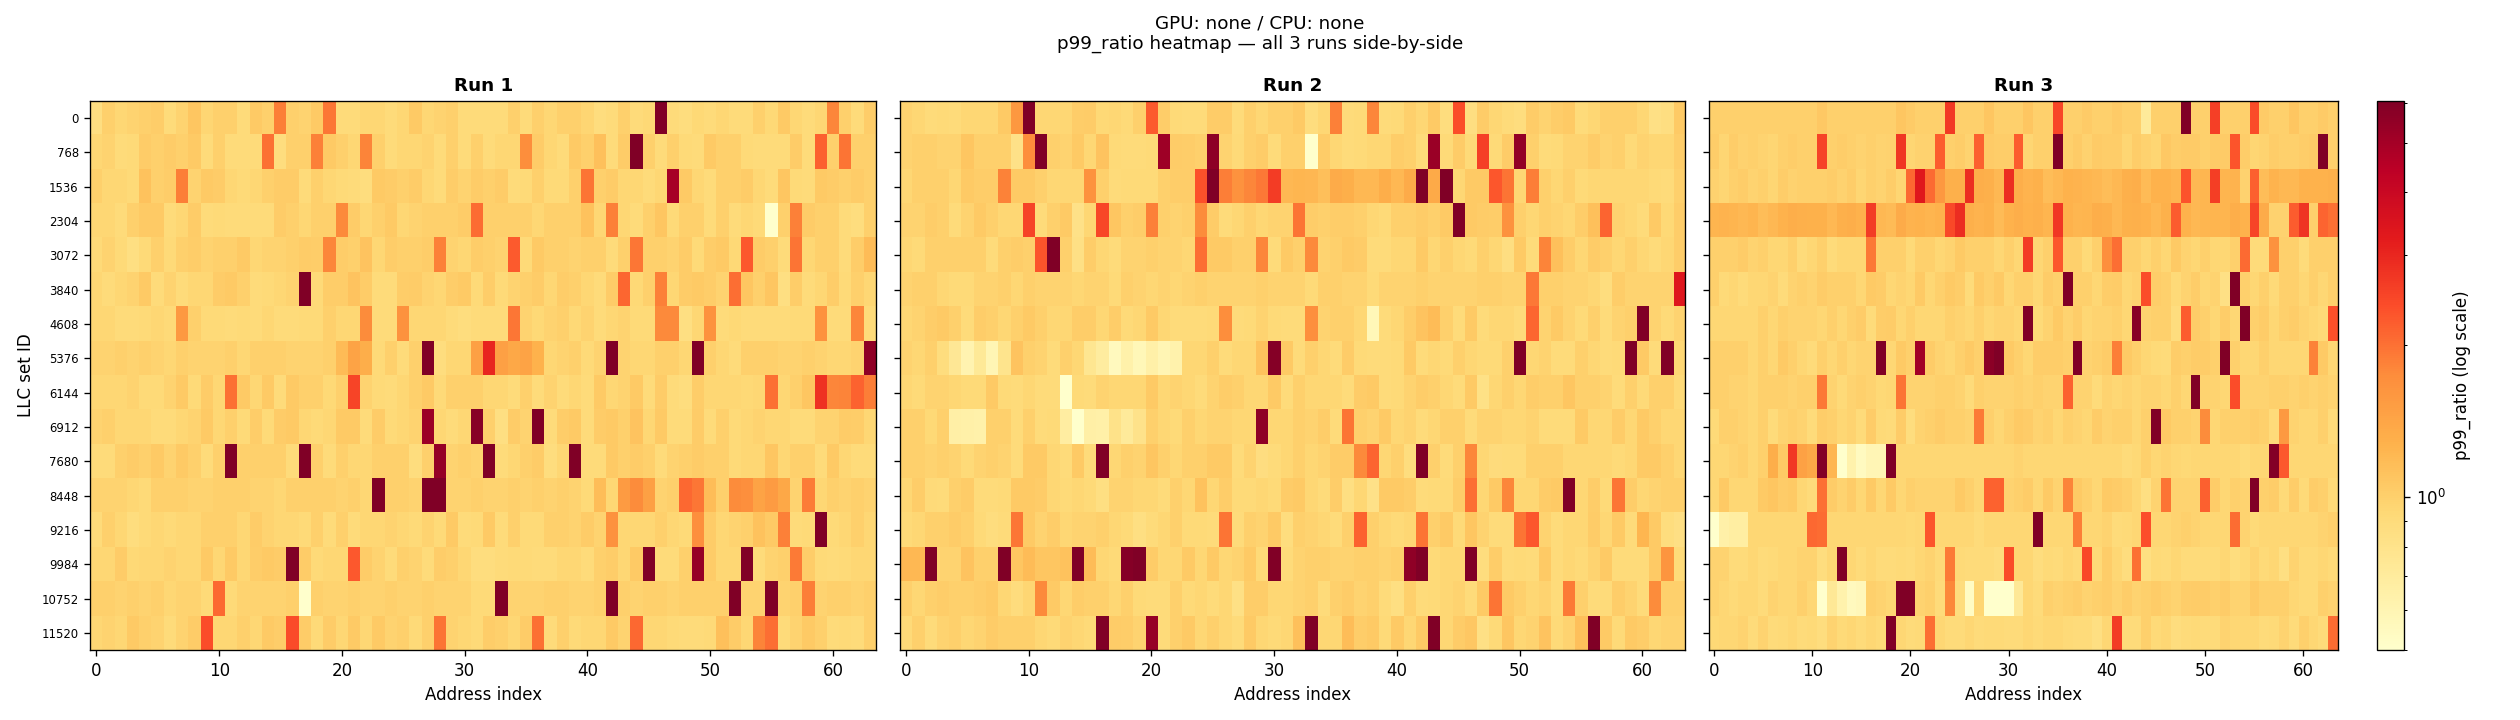 GPU: none / CPU: none
p99_ratio heatmap — all 3 runs side-by-side
Run 1
Run 2
Run 3
LLC set ID
0
768
1536
2304
3072
3840
4608
5376
6144
6912
7680
8448
9216
9984
10752
11520
0 10 20 30 40 50 60
Address index
0 10 20 30 40 50 60
Address index
0 10 20 30 40 50 60
Address index
10⁰
p99_ratio (log scale)